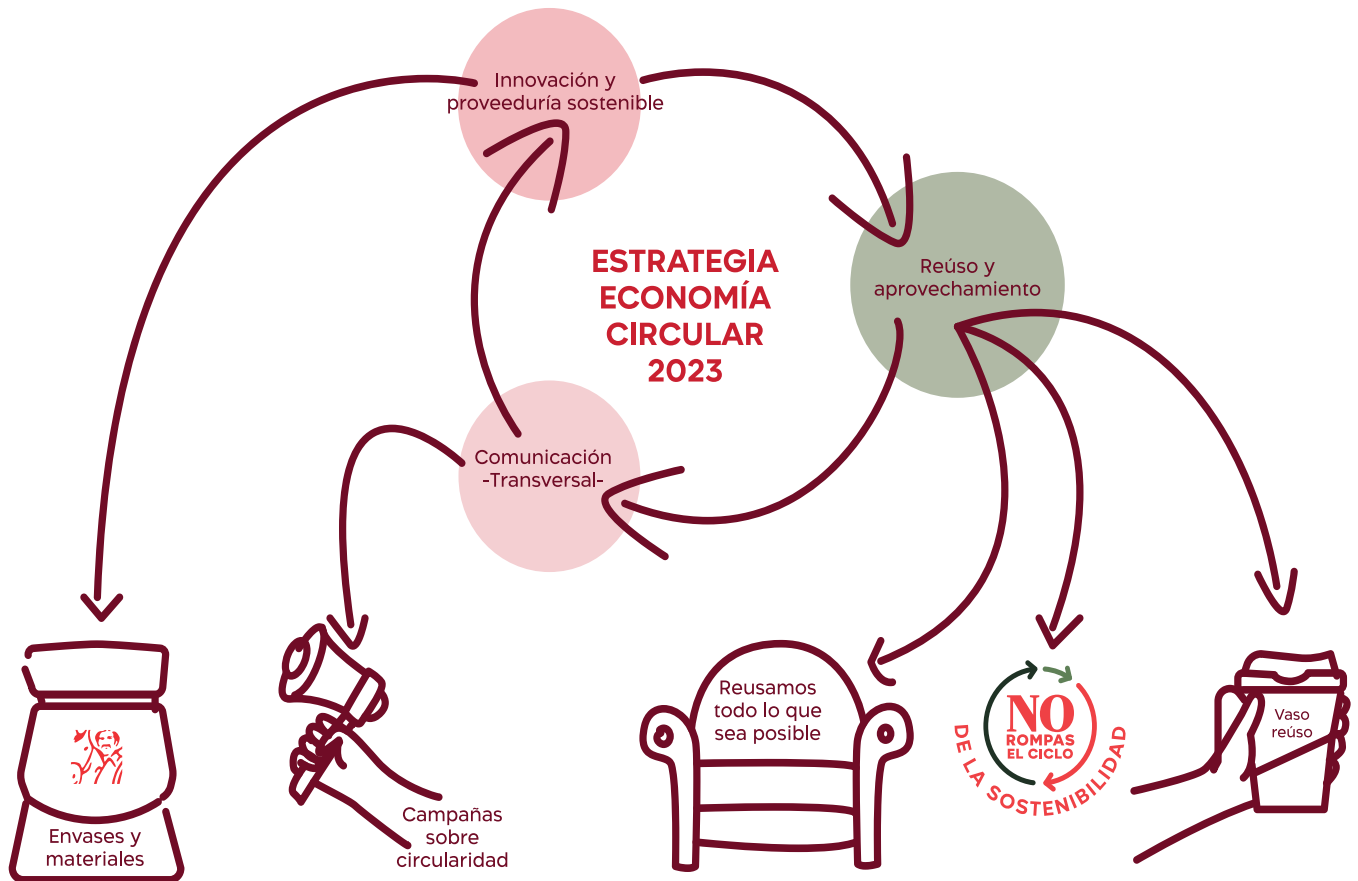 Innovación y
proveeduría sostenible
ESTRATEGIA
ECONOMÍA
CIRCULAR
2023
Reúso y
aprovechamiento
Comunicación
-Transversal-
Envases y
materiales
Campañas
sobre
circularidad
Reusamos
todo lo que
sea posible
NO
ROMPAS
EL CICLO
DE LA SOSTENIBILIDAD
Vaso
reúso